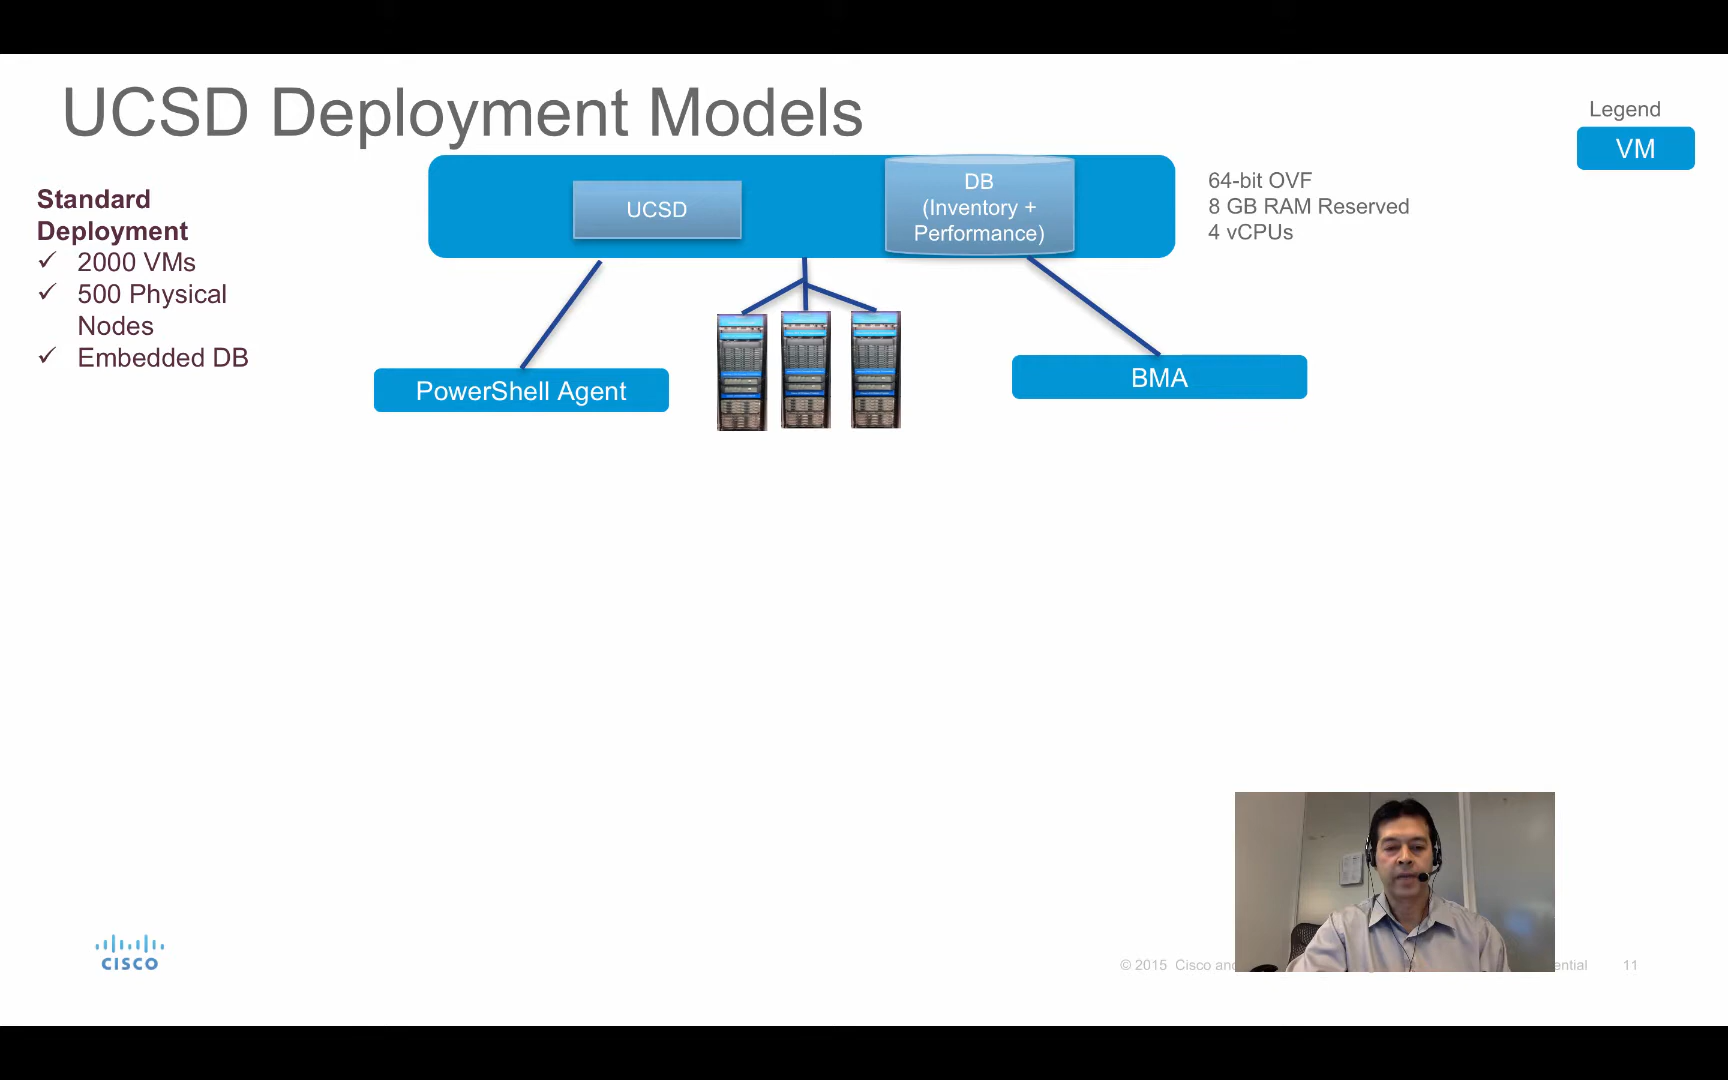 UCSD Deployment Models
Legend
VM
Standard
Deployment
✓ 2000 VMs
✓ 500 Physical
Nodes
✓ Embedded DB
UCSD
DB
(Inventory +
Performance)
64-bit OVF
8 GB RAM Reserved
4 vCPUs
PowerShell Agent
BMA
CISCO
© 2015 Cisco and
ential
11